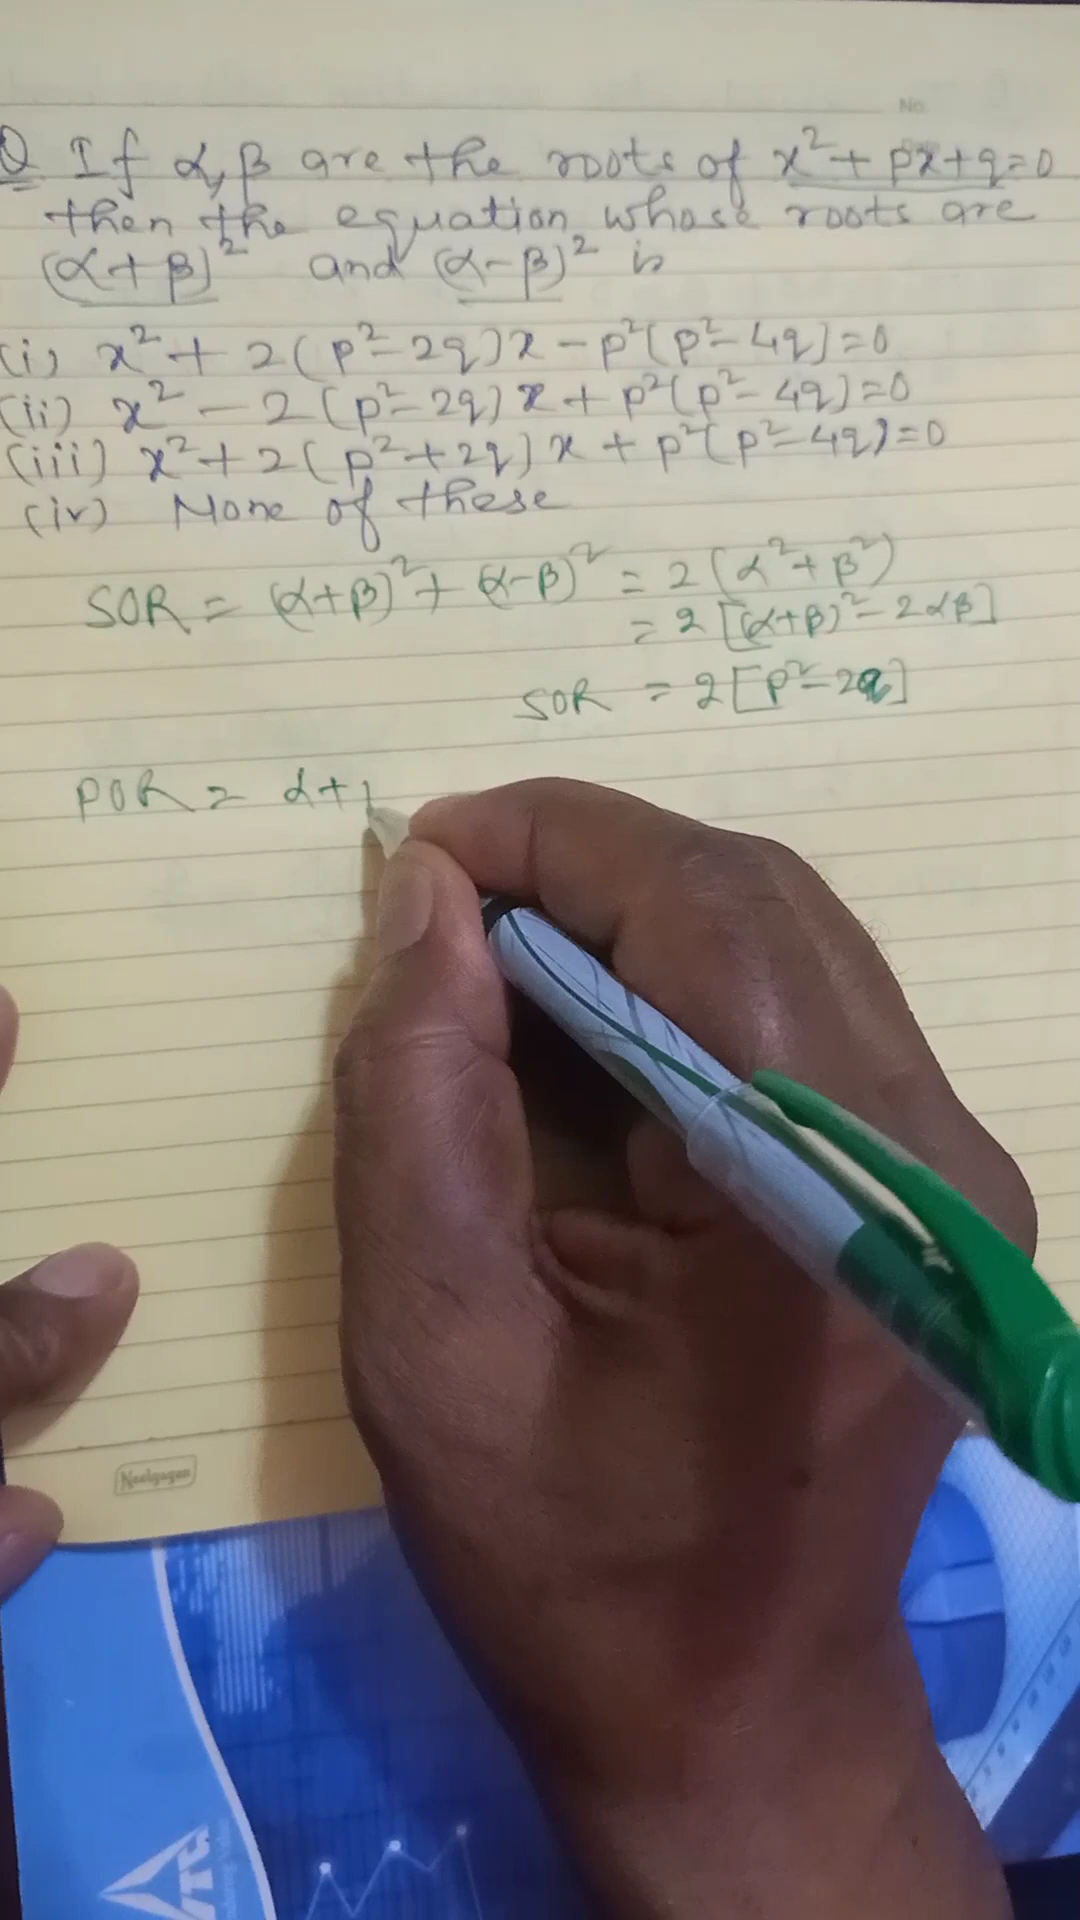 No.
Q If α, β are the roots of x²+px+q=0
then the equation whose roots are
(α+β)² and (α-β)² is
(i) x²+2(p²-2q)x-p²(p²-4q)=0
(ii) x²-2(p²-2q)x+p²(p²-4q)=0
(iii) x²+2(p²+2q)x+p²(p²-4q)=0
(iv) None of these
SOR = (α+β)²+(α-β)² = 2(α²+β²)
= 2[(α+β)²-2αβ]
SOR = 2[p²-2q]
POR = α+
Neelgagan